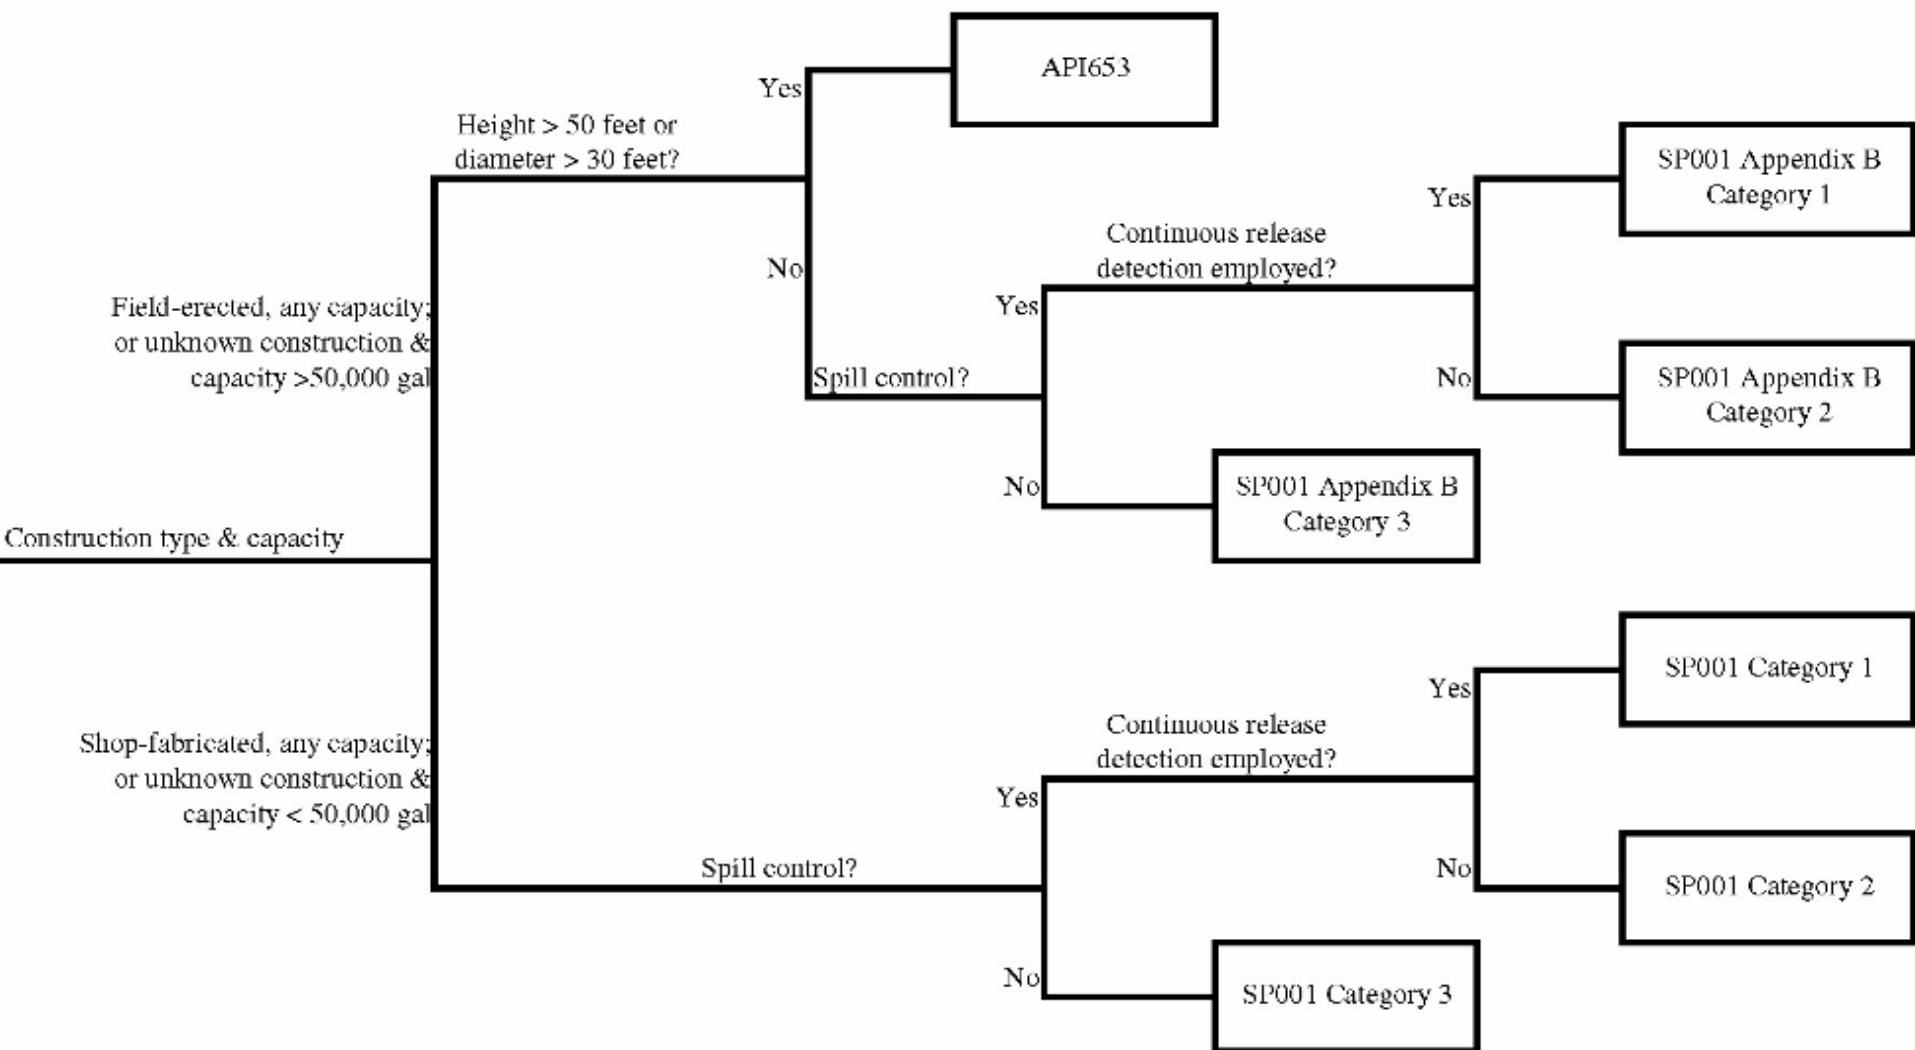 API653
Yes
Height > 50 feet or
diameter > 30 feet?
SP001 Appendix B
Category 1
Yes
Continuous release
detection employed?
No
Yes
Field-erected, any capacity;
or unknown construction &
capacity >50,000 gal
Spill control?
No
SP001 Appendix B
Category 2
No
SP001 Appendix B
Category 3
Construction type & capacity
SP001 Category 1
Yes
Continuous release
detection employed?
Shop-fabricated, any capacity;
or unknown construction &
capacity < 50,000 gal
Yes
Spill control?
No
SP001 Category 2
No
SP001 Category 3